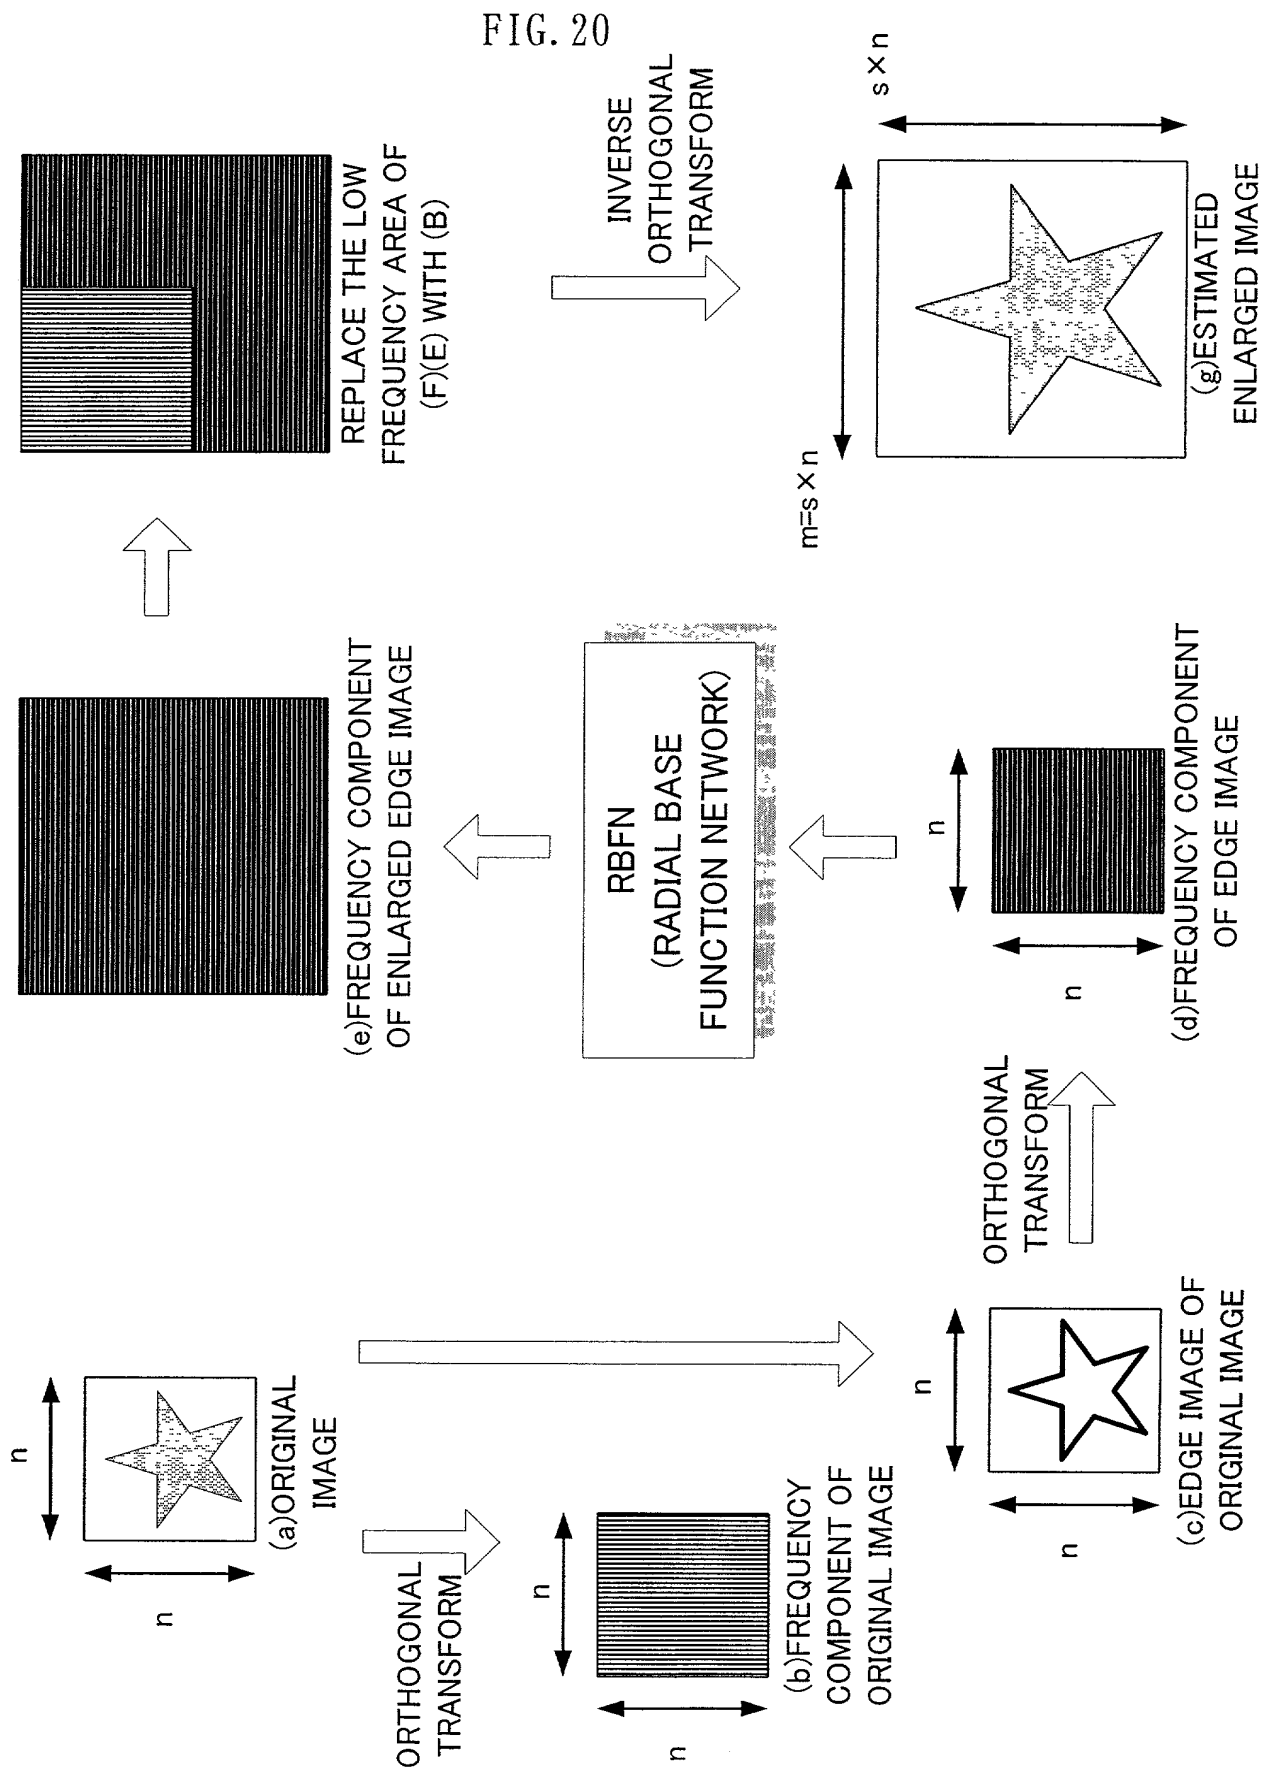 FIG. 20
n
n
(a)ORIGINAL
IMAGE
ORTHOGONAL
TRANSFORM
n
n
(b)FREQUENCY
COMPONENT OF
ORIGINAL IMAGE
n
n
(c)EDGE IMAGE OF
ORIGINAL IMAGE
ORTHOGONAL
TRANSFORM
n
n
(d)FREQUENCY COMPONENT
OF EDGE IMAGE
RBFN
(RADIAL BASE
FUNCTION NETWORK)
(e)FREQUENCY COMPONENT
OF ENLARGED EDGE IMAGE
REPLACE THE LOW
FREQUENCY AREA OF
(F)(E) WITH (B)
INVERSE
ORTHOGONAL
TRANSFORM
m=s×n
s×n
(g)ESTIMATED
ENLARGED IMAGE